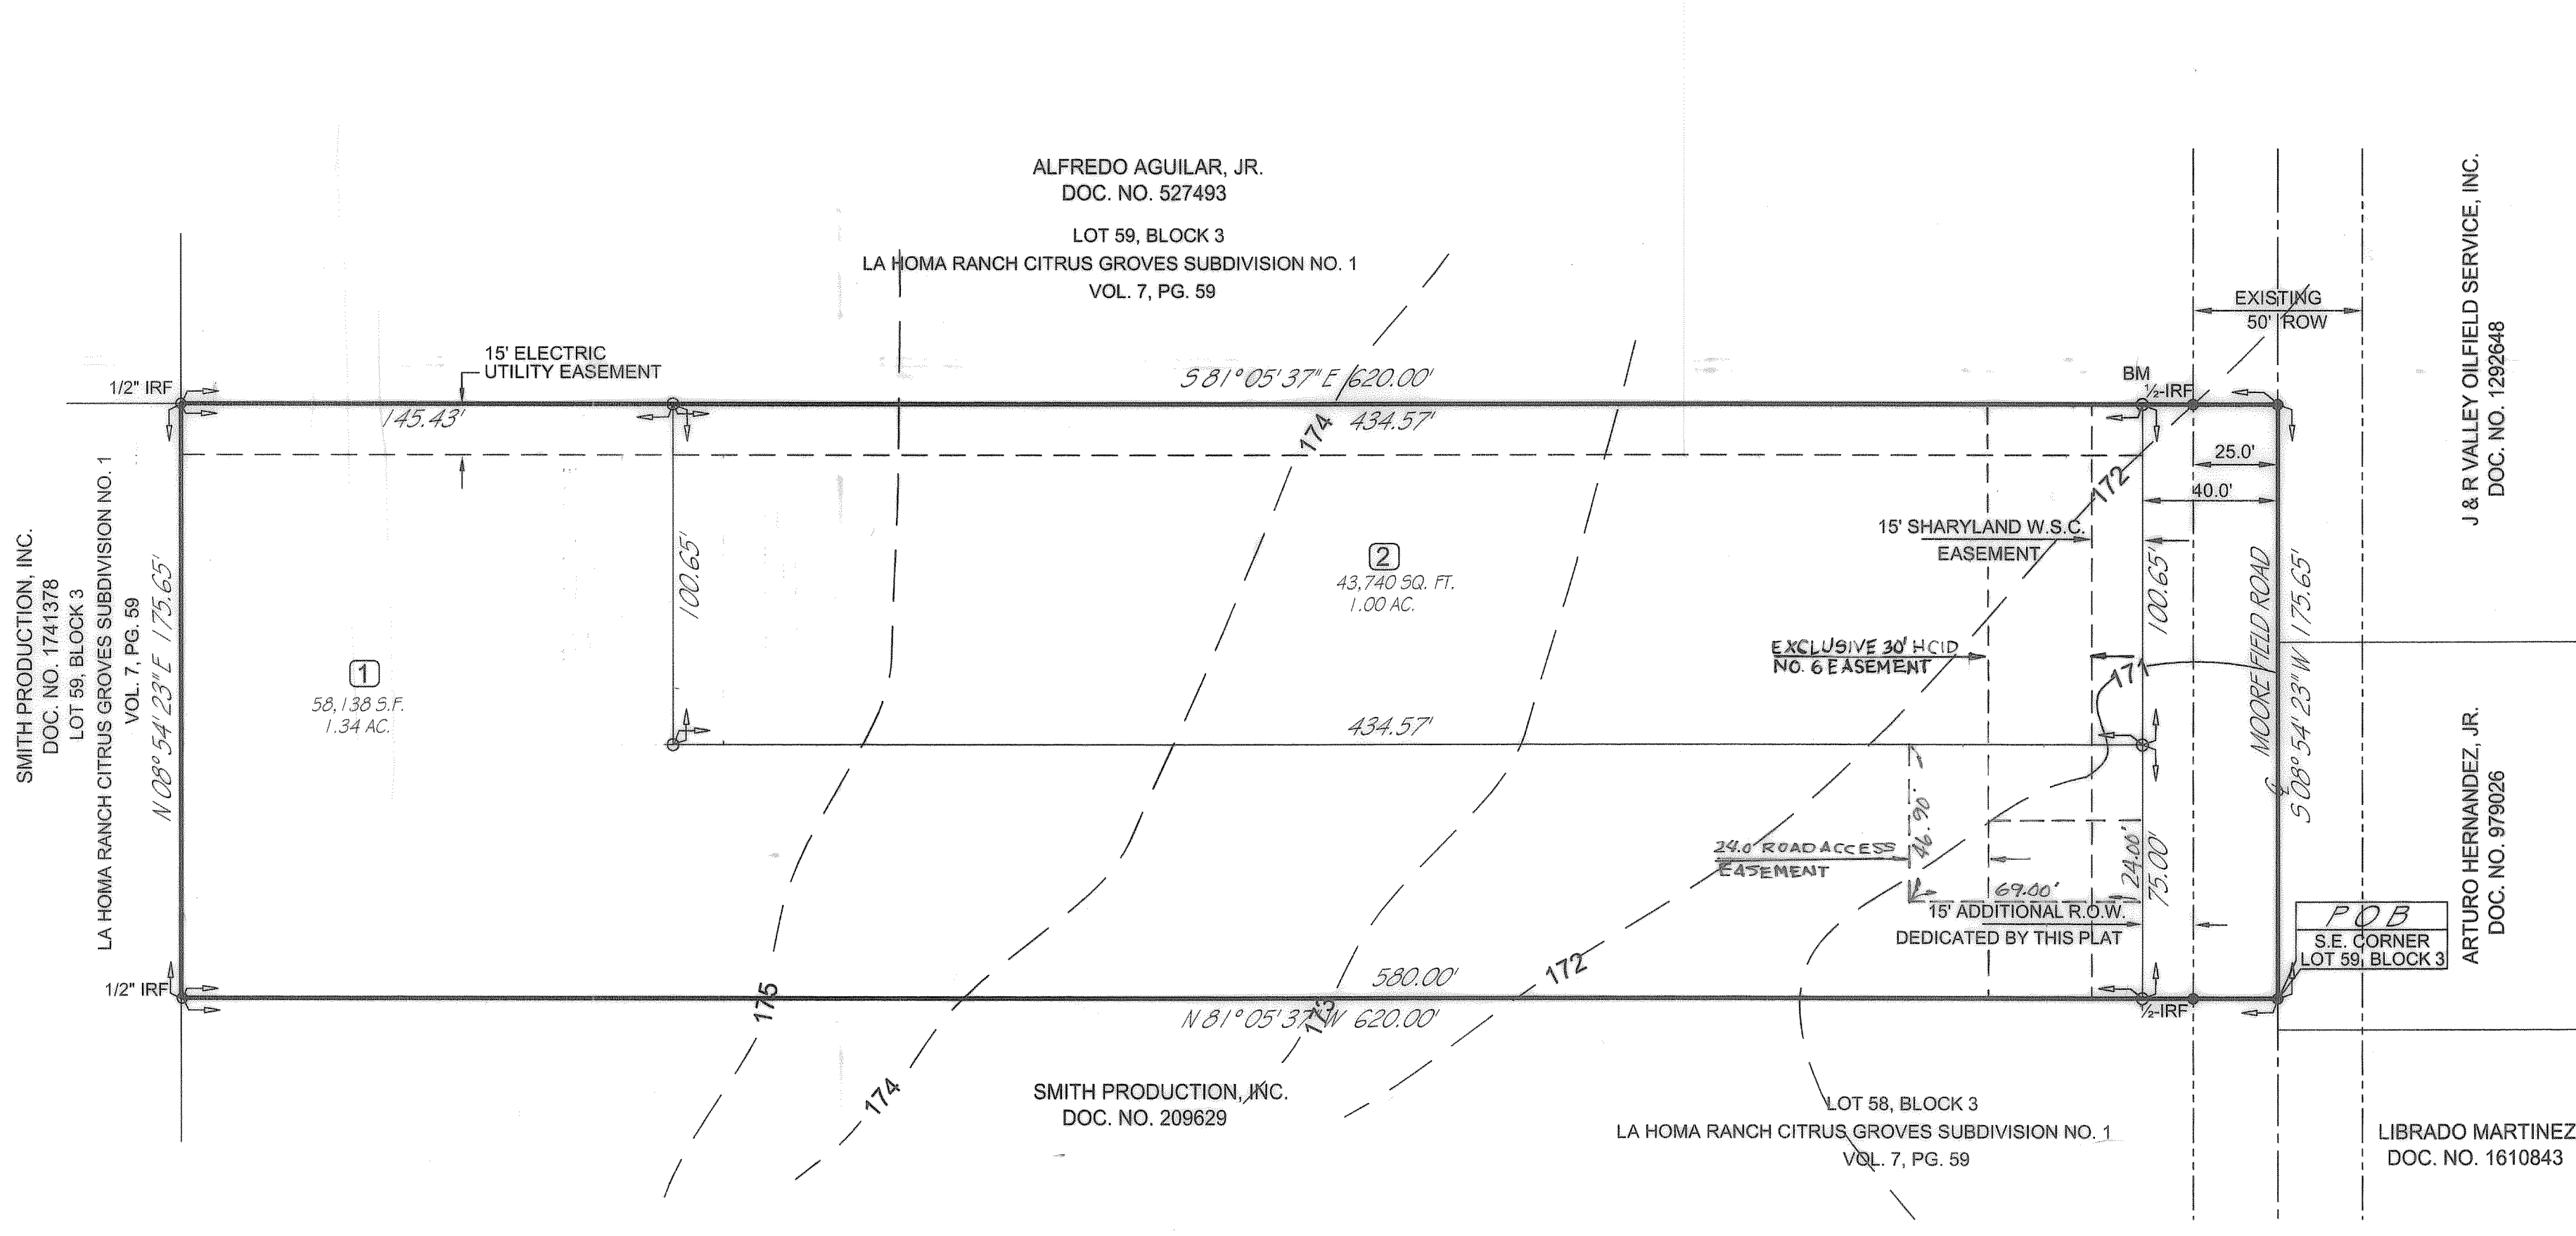 ALFREDO AGUILAR, JR.
DOC. NO. 527493
LOT 59, BLOCK 3
LA HOMA RANCH CITRUS GROVES SUBDIVISION NO. 1
VOL. 7, PG. 59
EXISTING
50' ROW
J & R VALLEY OILFIELD SERVICE, INC.
DOC. NO. 1292648
15' ELECTRIC
UTILITY EASEMENT
1/2" IRF
S 81° 05' 37" E 620.00'
BM
½-IRF
145.43'
174
434.57'
25.0'
172
40.0'
15' SHARYLAND W.S.C.
EASEMENT
SMITH PRODUCTION, INC.
DOC. NO. 1741378
LOT 59, BLOCK 3
LA HOMA RANCH CITRUS GROVES SUBDIVISION NO. 1
VOL. 7, PG. 59
N 08° 54' 23" E 175.65'
100.65'
2
43,740 SQ. FT.
1.00 AC.
100.65'
MOOREFIELD ROAD
S 08° 54' 23" W 175.65'
EXCLUSIVE 30' HCID
NO. 6 EASEMENT
171
1
58,138 S.F.
1.34 AC.
434.57'
46.90'
24.0' ROAD ACCESS
EASEMENT
24.00'
75.00'
69.00'
15' ADDITIONAL R.O.W.
DEDICATED BY THIS PLAT
P O B
S.E. CORNER
LOT 59, BLOCK 3
ARTURO HERNANDEZ, JR.
DOC. NO. 979026
1/2" IRF
175
580.00'
172
½-IRF
N 81° 05' 37" W 620.00'
173
174
SMITH PRODUCTION, INC.
DOC. NO. 209629
LOT 58, BLOCK 3
LA HOMA RANCH CITRUS GROVES SUBDIVISION NO. 1
VOL. 7, PG. 59
LIBRADO MARTINEZ
DOC. NO. 1610843